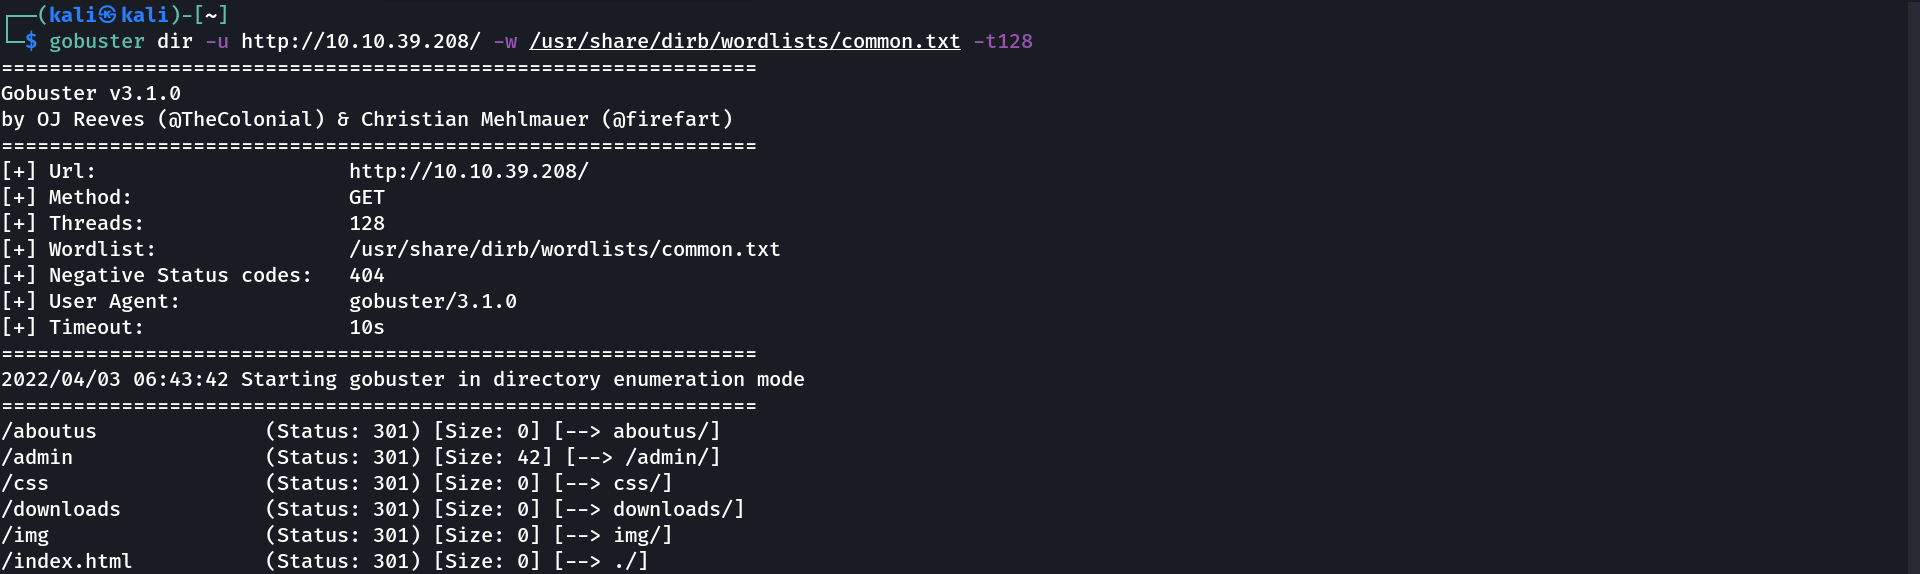 ┌──(kali㉿kali)-[~]
└─$ gobuster dir -u http://10.10.39.208/ -w /usr/share/dirb/wordlists/common.txt -t128
===============================================================
Gobuster v3.1.0
by OJ Reeves (@TheColonial) & Christian Mehlmauer (@firefart)
===============================================================
[+] Url:                     http://10.10.39.208/
[+] Method:                  GET
[+] Threads:                 128
[+] Wordlist:                /usr/share/dirb/wordlists/common.txt
[+] Negative Status codes:   404
[+] User Agent:              gobuster/3.1.0
[+] Timeout:                 10s
===============================================================
2022/04/03 06:43:42 Starting gobuster in directory enumeration mode
===============================================================
/aboutus              (Status: 301) [Size: 0] [--> aboutus/]
/admin                (Status: 301) [Size: 42] [--> /admin/]
/css                  (Status: 301) [Size: 0] [--> css/]
/downloads            (Status: 301) [Size: 0] [--> downloads/]
/img                  (Status: 301) [Size: 0] [--> img/]
/index.html           (Status: 301) [Size: 0] [--> ./]